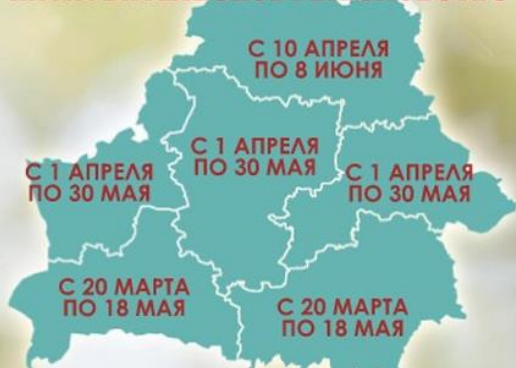 С 10 АПРЕЛЯ
ПО 8 ИЮНЯ
С 1 АПРЕЛЯ
ПО 30 МАЯ
С 1 АПРЕЛЯ
ПО 30 МАЯ
С 1 АПРЕЛЯ
ПО 30 МАЯ
С 20 МАРТА
ПО 18 МАЯ
С 20 МАРТА
ПО 18 МАЯ